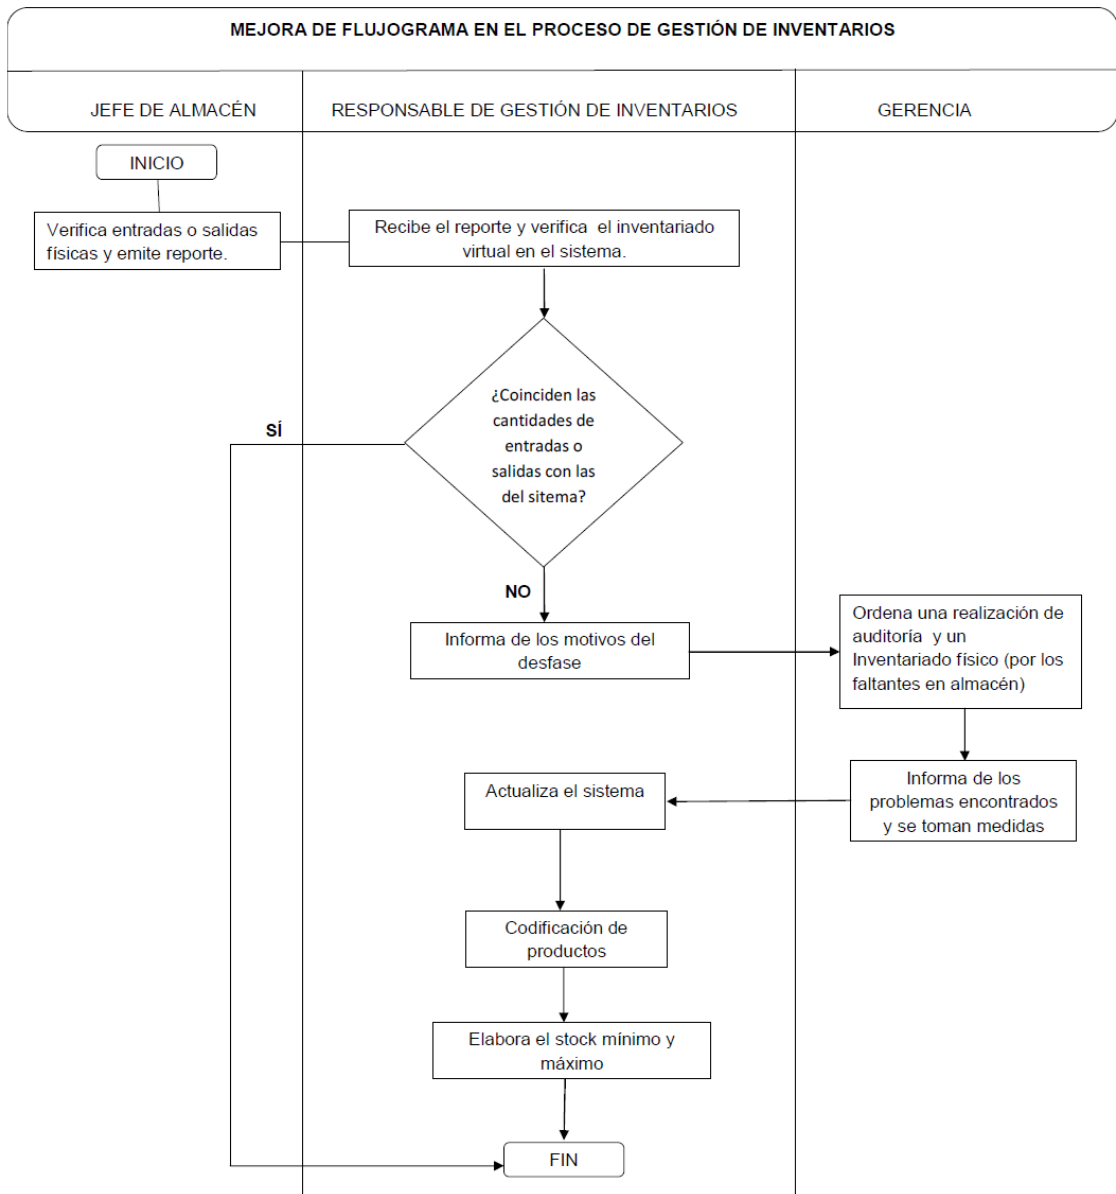 MEJORA DE FLUJOGRAMA EN EL PROCESO DE GESTIÓN DE INVENTARIOS
JEFE DE ALMACÉN
RESPONSABLE DE GESTIÓN DE INVENTARIOS
GERENCIA
INICIO
Verifica entradas o salidas
físicas y emite reporte.
Recibe el reporte y verifica el inventariado
virtual en el sistema.
¿Coinciden las
cantidades de
entradas o
salidas con las
del sitema?
SÍ
NO
Informa de los motivos del
desfase
Ordena una realización de
auditoría y un
Inventariado físico (por los
faltantes en almacén)
Informa de los
problemas encontrados
y se toman medidas
Actualiza el sistema
Codificación de
productos
Elabora el stock mínimo y
máximo
FIN